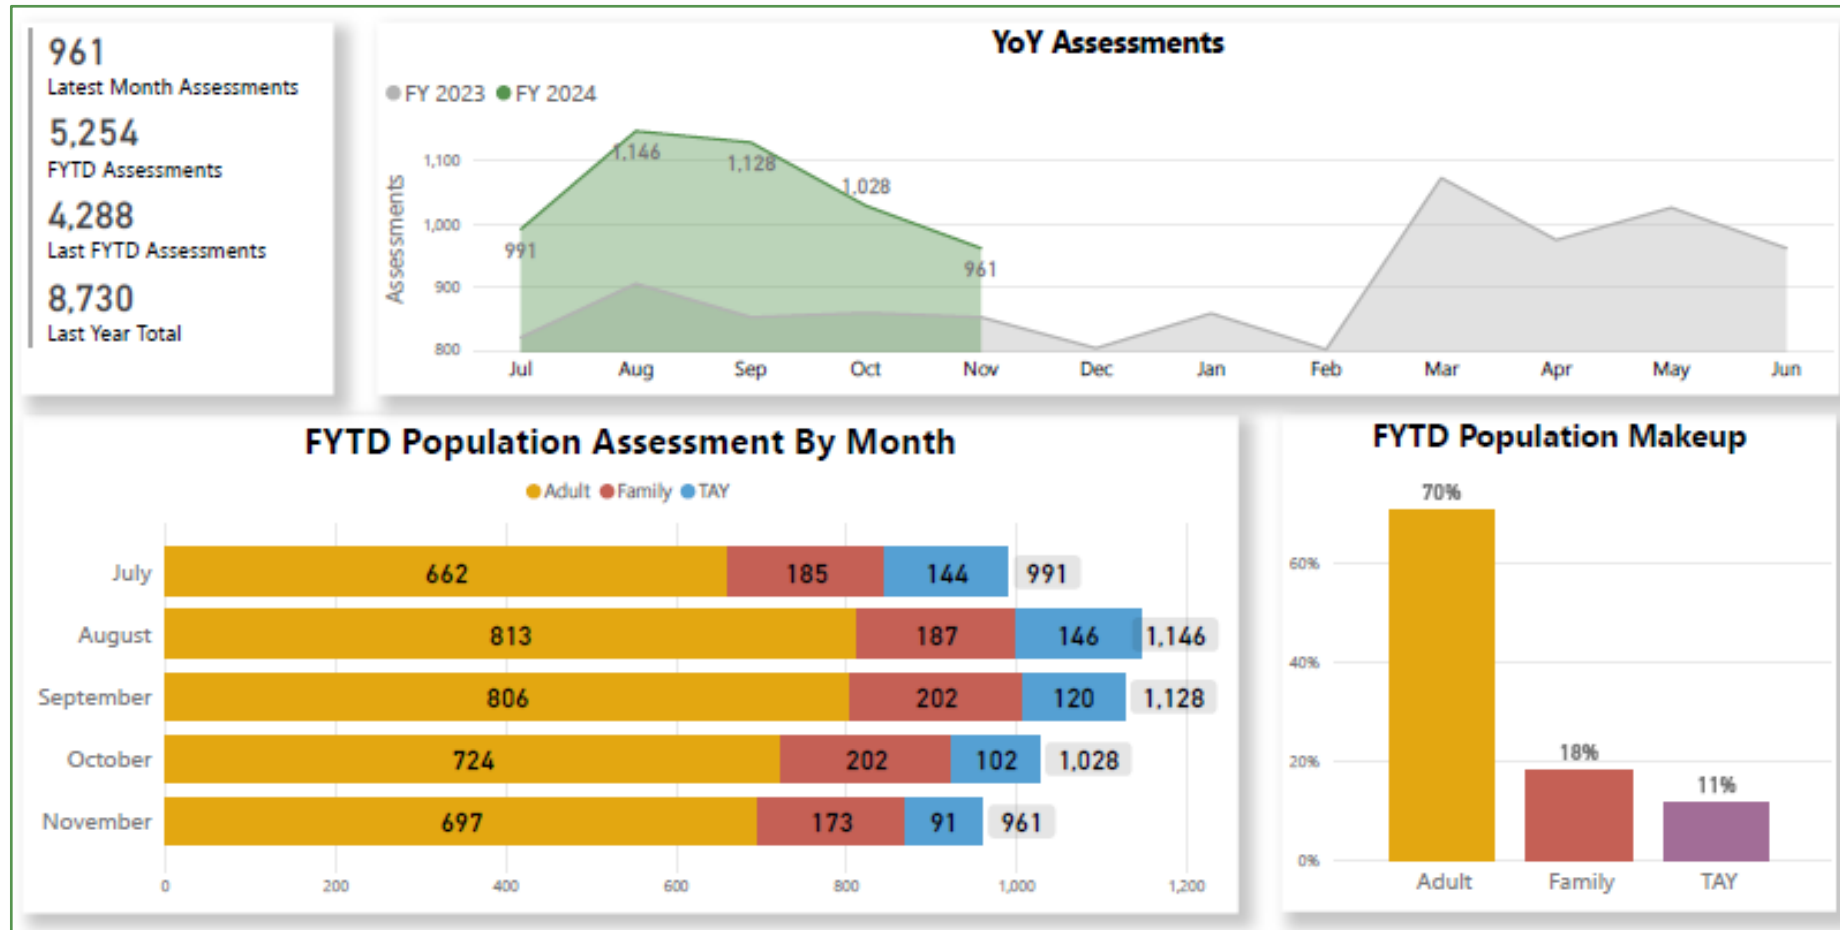 961
Latest Month Assessments
5,254
FYTD Assessments
4,288
Last FYTD Assessments
8,730
Last Year Total
YoY Assessments
FY 2023 FY 2024
Assessments
1,100
1,000
900
800
991
1,146
1,128
1,028
961
Jul Aug Sep Oct Nov Dec Jan Feb Mar Apr May Jun
FYTD Population Assessment By Month
Adult Family TAY
July 662 185 144 991
August 813 187 146 1,146
September 806 202 120 1,128
October 724 202 102 1,028
November 697 173 91 961
0 200 400 600 800 1,000 1,200
FYTD Population Makeup
70%
60%
40%
20%
0%
18%
11%
Adult Family TAY